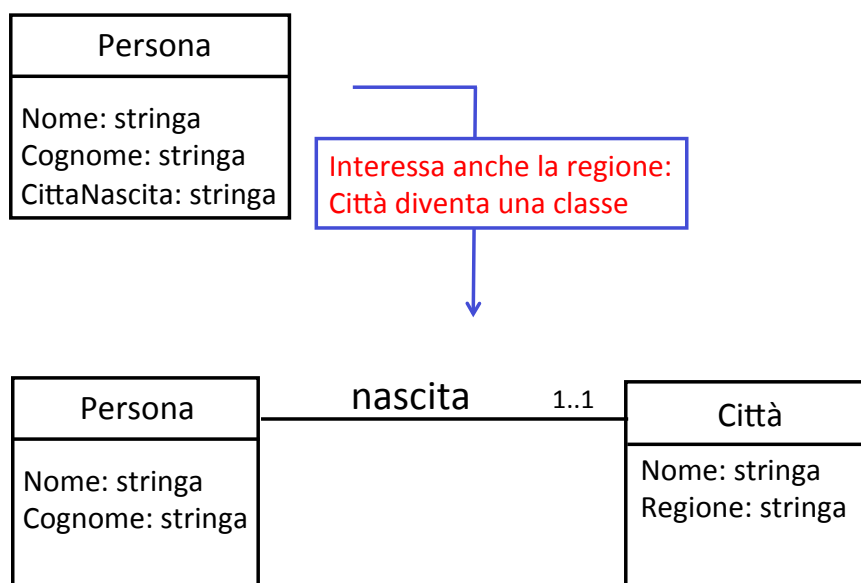 Persona
Nome: stringa
Cognome: stringa
CittaNascita: stringa
Interessa anche la regione:
Città diventa una classe
Persona
nascita
1..1
Città
Nome: stringa
Cognome: stringa
Nome: stringa
Regione: stringa